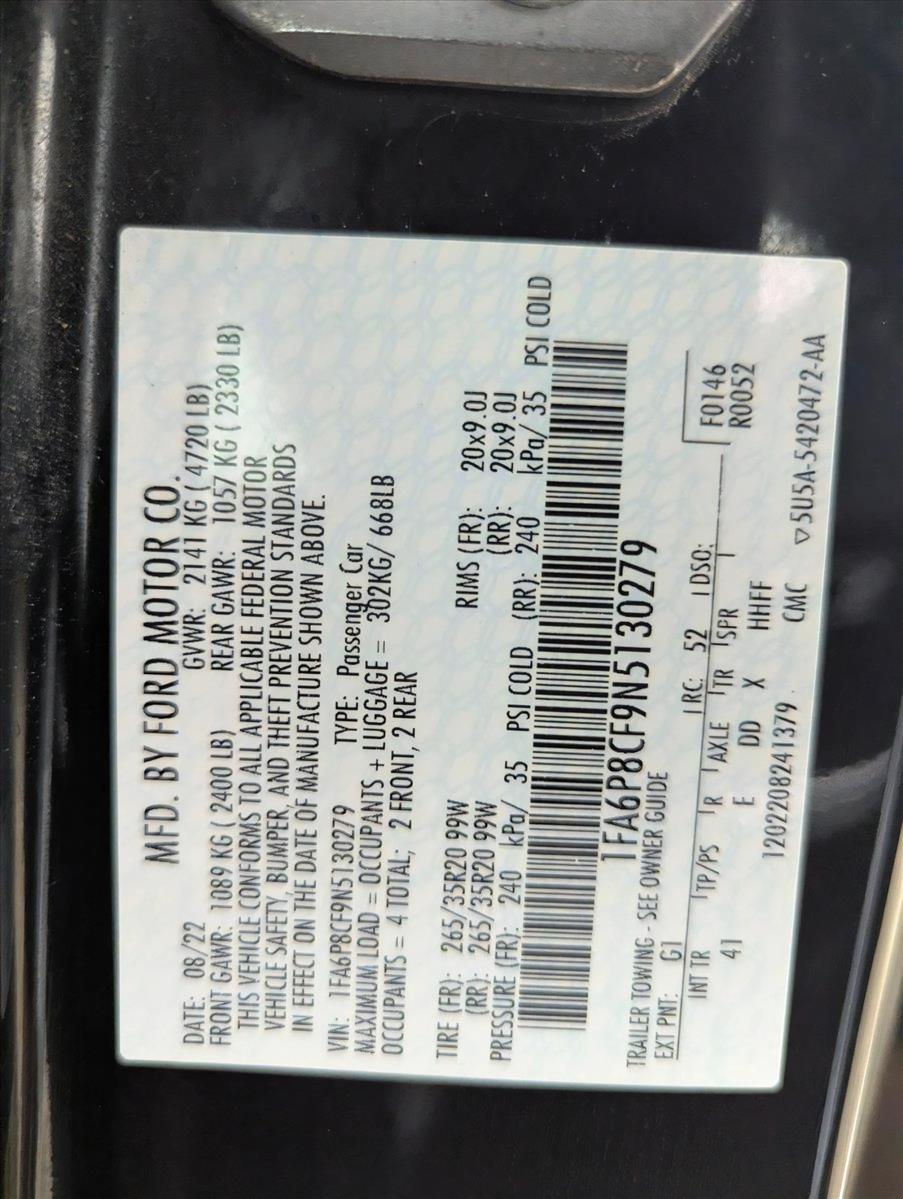 MFD. BY FORD MOTOR CO.
DATE: 08/22 GVWR: 2141 KG ( 4720 LB)
FRONT GAWR: 1089 KG ( 2400 LB) REAR GAWR: 1057 KG ( 2330 LB)
THIS VEHICLE CONFORMS TO ALL APPLICABLE FEDERAL MOTOR
VEHICLE SAFETY, BUMPER, AND THEFT PREVENTION STANDARDS
IN EFFECT ON THE DATE OF MANUFACTURE SHOWN ABOVE.
VIN: 1FA6P8CF9N5130279 TYPE: Passenger Car
MAXIMUM LOAD = OCCUPANTS + LUGGAGE = 302KG/ 668LB
OCCUPANTS = 4 TOTAL; 2 FRONT, 2 REAR
TIRE (FR): 265/35R20 99W RIMS (FR): 20x9.0J
(RR): 265/35R20 99W (RR): 20x9.0J
PRESSURE (FR): 240 kPa/ 35 PSI COLD (RR): 240 kPa/ 35 PSI COLD
1FA6P8CF9N5130279
TRAILER TOWING - SEE OWNER GUIDE
EXT PNT: G1 RC: 52 DSO: F0146
INT TR TP/PS R AXLE TR SPR R0052
41 E DD X HHFF
1202208241379 CMC ▽5U5A-5420472-AA